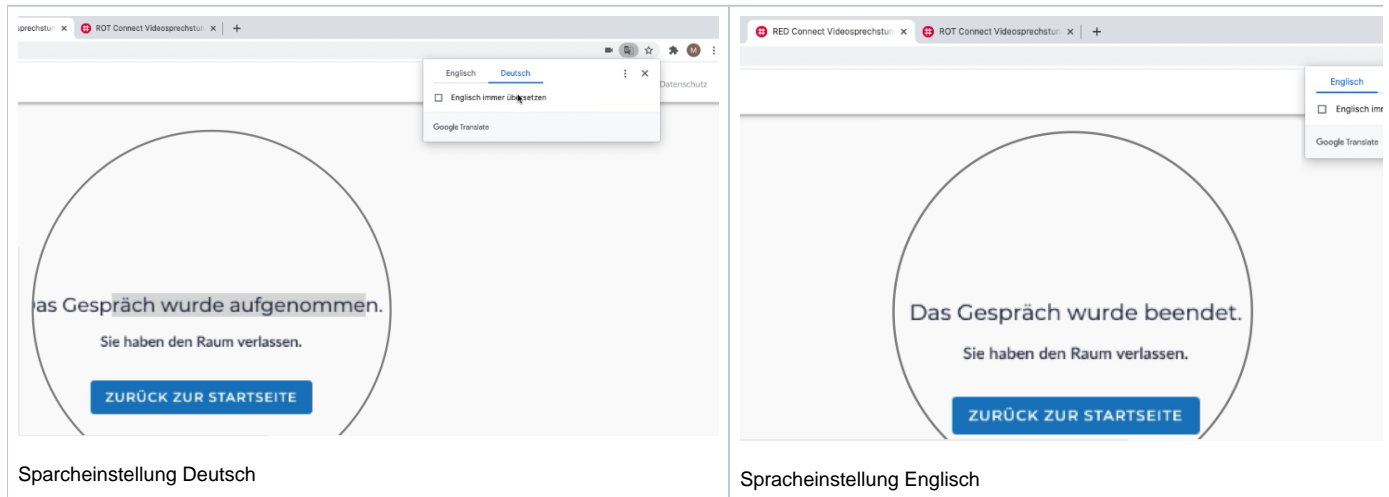 sprechstun
ROT Connect Videosprechstun
Englisch Deutsch
Englisch immer übersetzen
Google Translate
Datenschutz
M
Das Gespräch wurde aufgenommen.
Sie haben den Raum verlassen.
ZURÜCK ZUR STARTSEITE
Sparcheinstellung Deutsch
RED Connect Videosprechstun
ROT Connect Videosprechstun
Englisch
Englisch imm
Google Translate
Das Gespräch wurde beendet.
Sie haben den Raum verlassen.
ZURÜCK ZUR STARTSEITE
Spracheinstellung Englisch